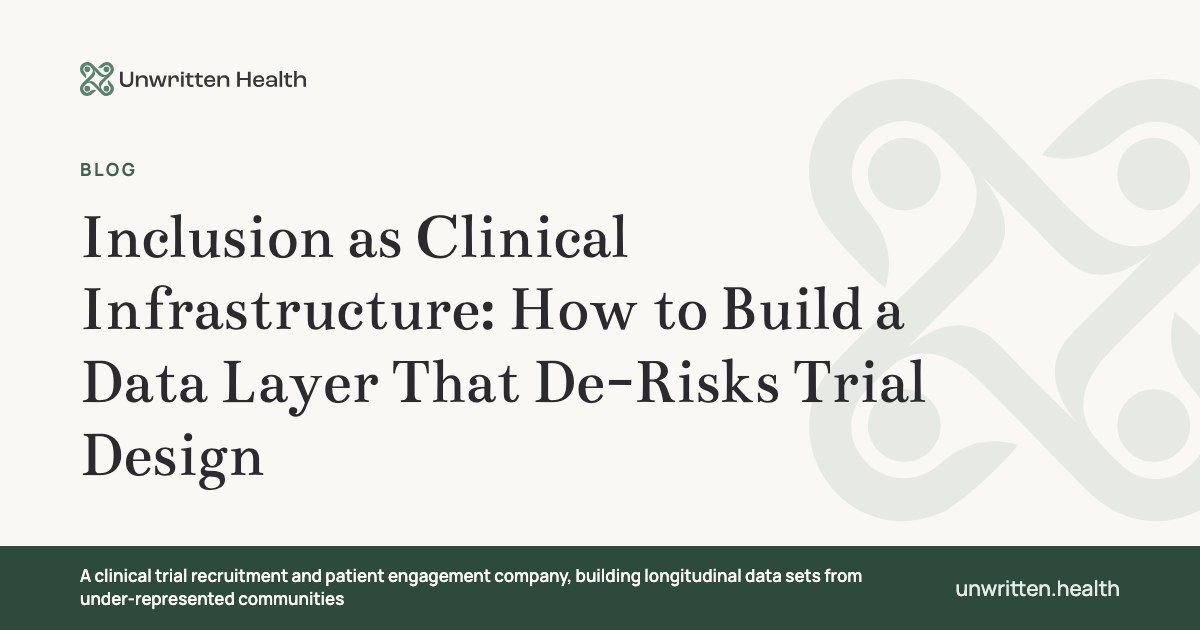 Unwritten Health
BLOG
Inclusion as Clinical
Infrastructure: How to Build a
Data Layer That De-Risks Trial
Design
A clinical trial recruitment and patient engagement company, building longitudinal data sets from
under-represented communities
unwritten.health